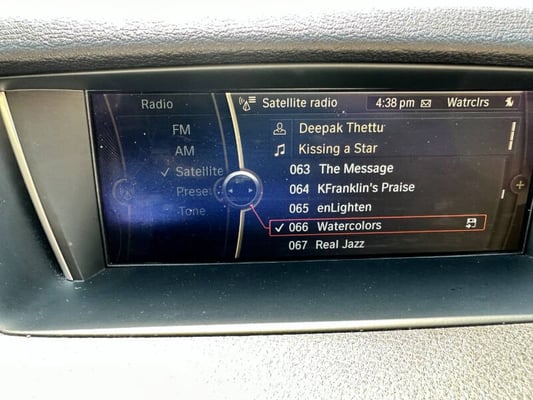 Radio
FM
AM
✓ Satellite
Preset
Tone
Satellite radio 4:38 pm Watrclrs
Deepak Thettu
Kissing a Star
063 The Message
064 KFranklin's Praise
065 enLighten
✓ 066 Watercolors
067 Real Jazz